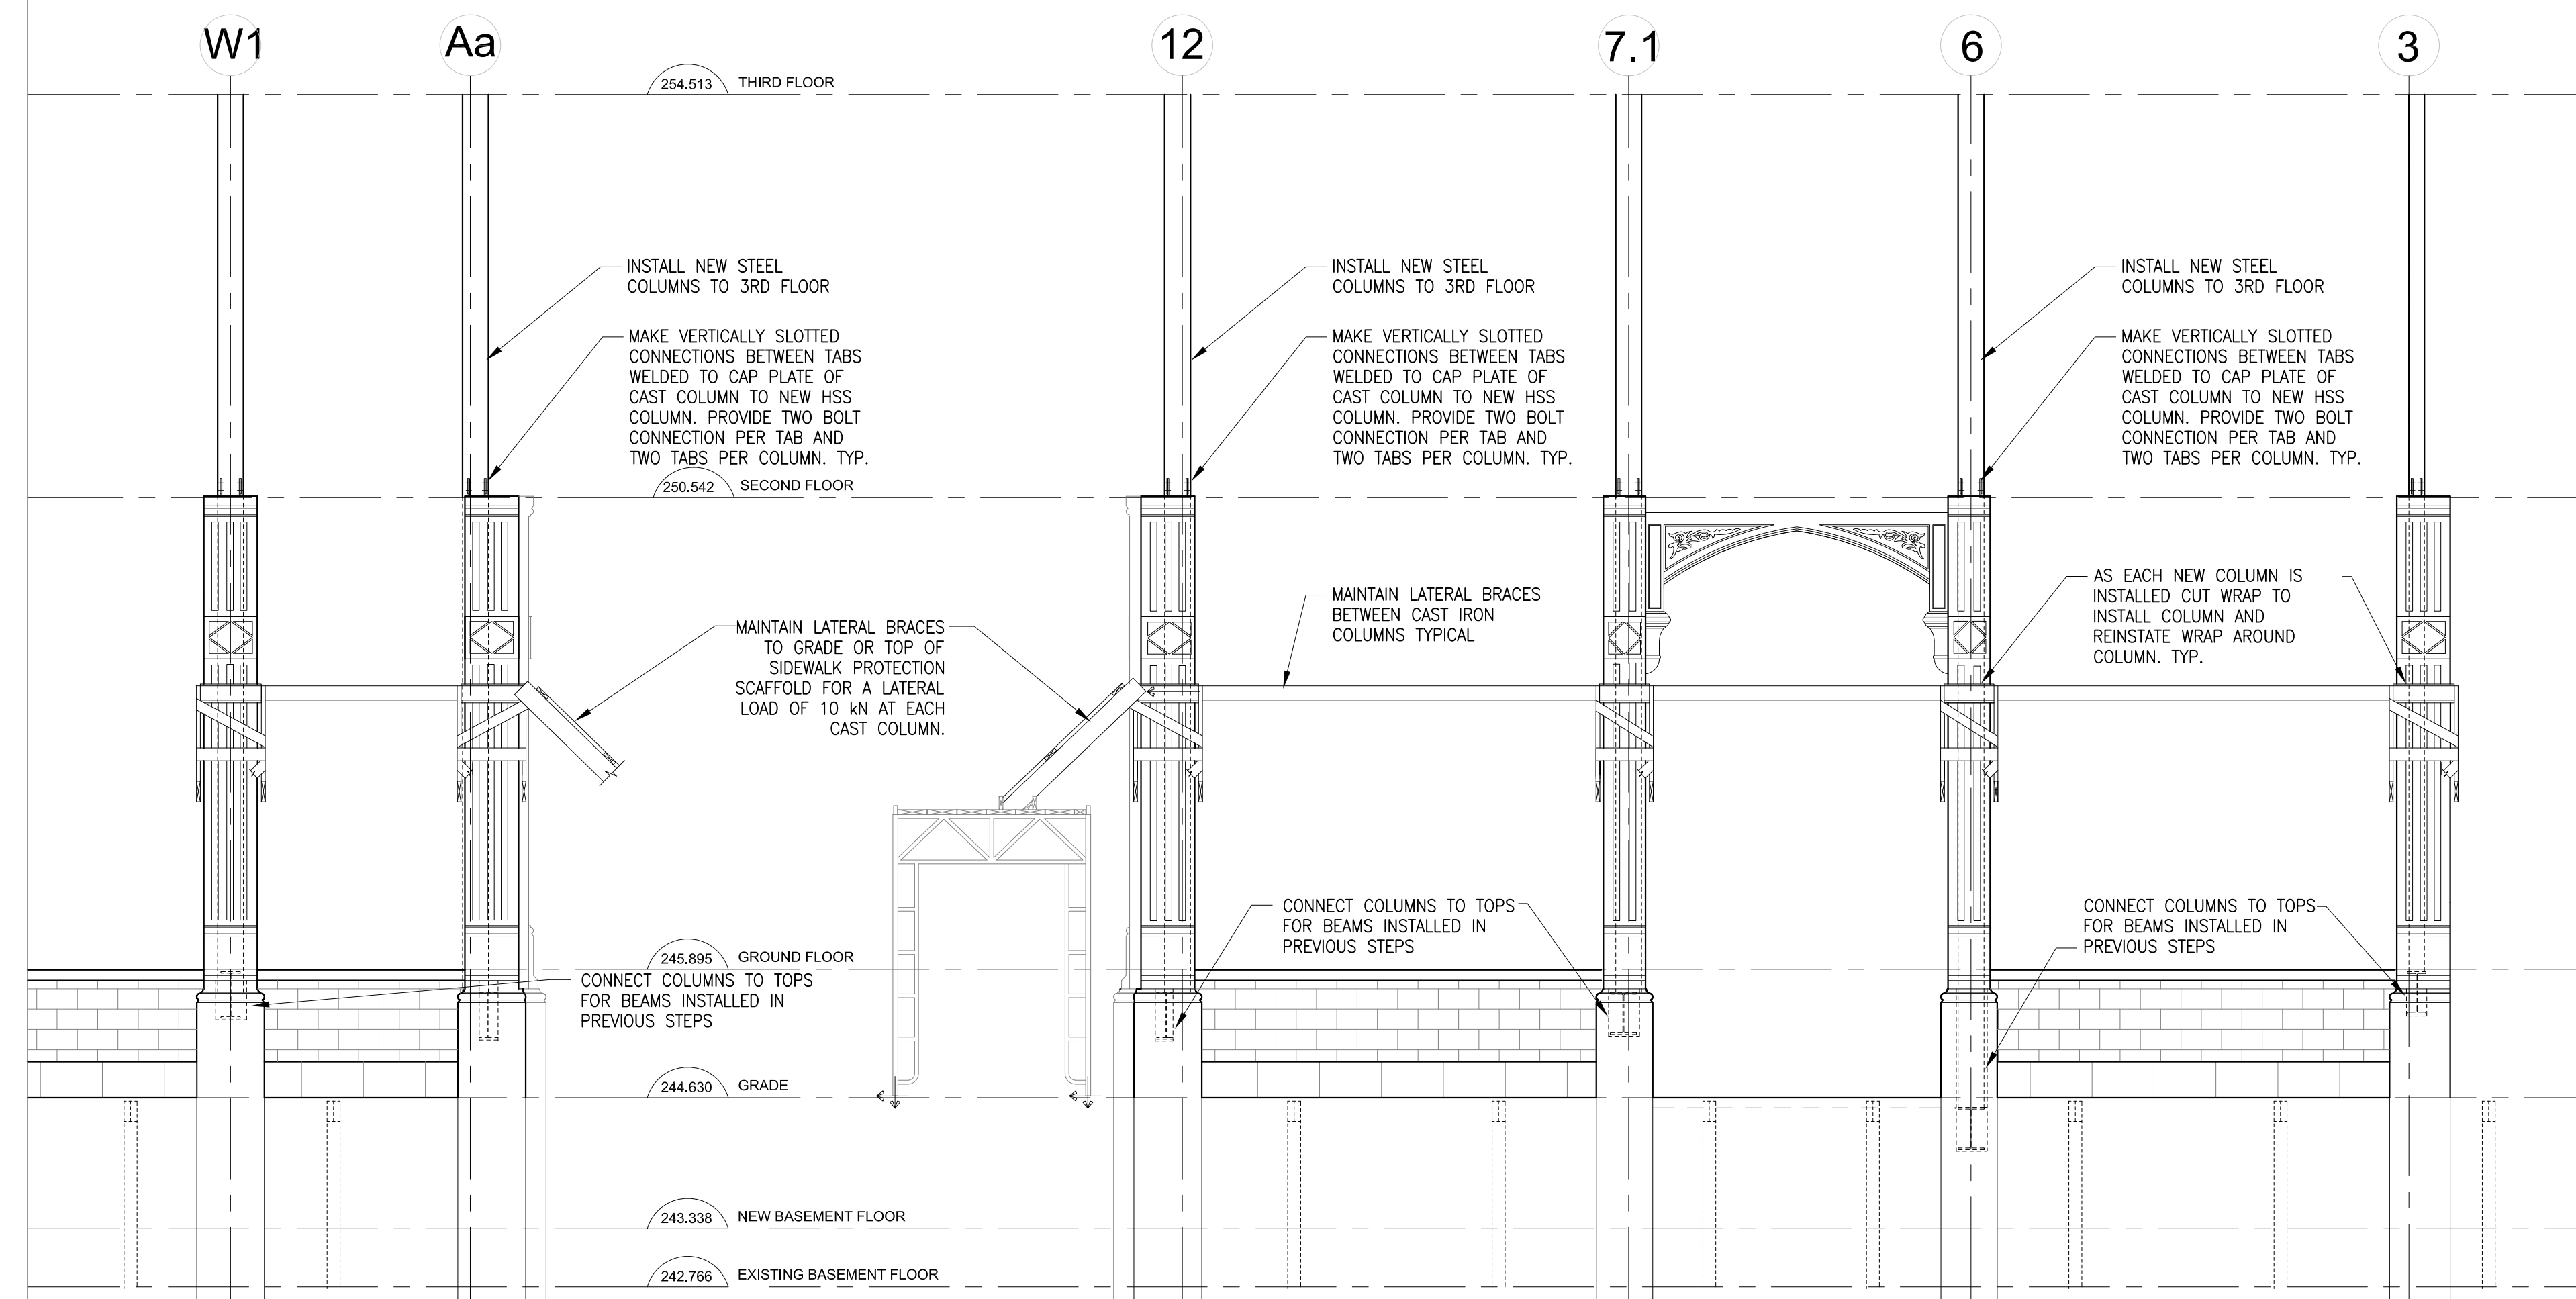 W1
Aa
12
7.1
6
3
254.513 THIRD FLOOR
INSTALL NEW STEEL
COLUMNS TO 3RD FLOOR
INSTALL NEW STEEL
COLUMNS TO 3RD FLOOR
INSTALL NEW STEEL
COLUMNS TO 3RD FLOOR
MAKE VERTICALLY SLOTTED
CONNECTIONS BETWEEN TABS
WELDED TO CAP PLATE OF
CAST COLUMN TO NEW HSS
COLUMN. PROVIDE TWO BOLT
CONNECTION PER TAB AND
TWO TABS PER COLUMN. TYP.
MAKE VERTICALLY SLOTTED
CONNECTIONS BETWEEN TABS
WELDED TO CAP PLATE OF
CAST COLUMN TO NEW HSS
COLUMN. PROVIDE TWO BOLT
CONNECTION PER TAB AND
TWO TABS PER COLUMN. TYP.
MAKE VERTICALLY SLOTTED
CONNECTIONS BETWEEN TABS
WELDED TO CAP PLATE OF
CAST COLUMN TO NEW HSS
COLUMN. PROVIDE TWO BOLT
CONNECTION PER TAB AND
TWO TABS PER COLUMN. TYP.
250.542 SECOND FLOOR
MAINTAIN LATERAL BRACES
TO GRADE OR TOP OF
SIDEWALK PROTECTION
SCAFFOLD FOR A LATERAL
LOAD OF 10 kN AT EACH
CAST COLUMN.
MAINTAIN LATERAL BRACES
BETWEEN CAST IRON
COLUMNS TYPICAL
AS EACH NEW COLUMN IS
INSTALLED CUT WRAP TO
INSTALL COLUMN AND
REINSTATE WRAP AROUND
COLUMN. TYP.
CONNECT COLUMNS TO TOPS
FOR BEAMS INSTALLED IN
PREVIOUS STEPS
CONNECT COLUMNS TO TOPS
FOR BEAMS INSTALLED IN
PREVIOUS STEPS
245.895 GROUND FLOOR
CONNECT COLUMNS TO TOPS
FOR BEAMS INSTALLED IN
PREVIOUS STEPS
244.630 GRADE
243.338 NEW BASEMENT FLOOR
242.766 EXISTING BASEMENT FLOOR